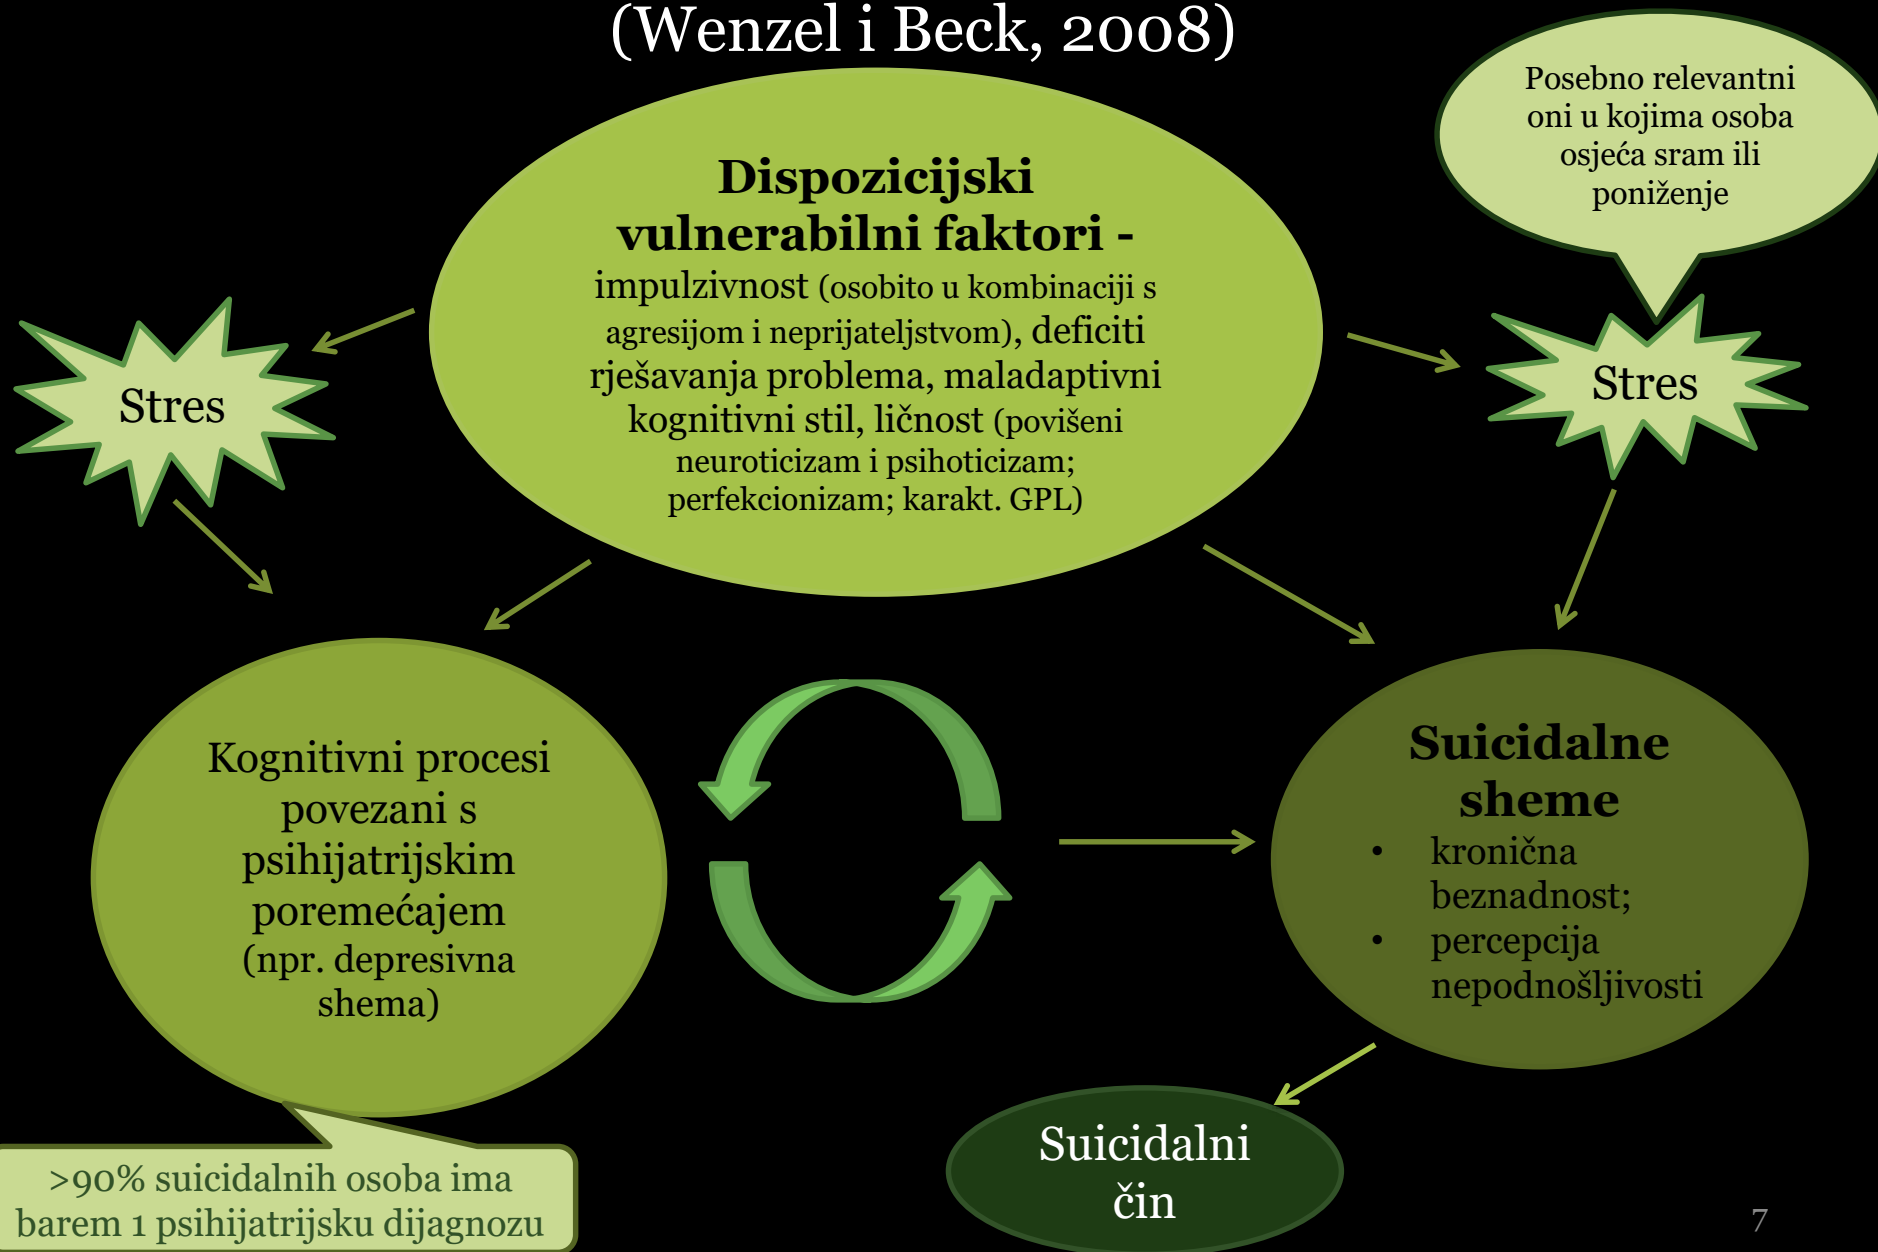 (Wenzel i Beck, 2008)
Posebno relevantni
oni u kojima osoba
osjeća sram ili
poniženje
Dispozicijski
vulnerabilni faktori -
impulzivnost (osobito u kombinaciji s
agresijom i neprijateljstvom), deficiti
rješavanja problema, maladaptivni
kognitivni stil, ličnost (povišeni
neuroticizam i psihoticizam;
perfekcionizam; karakt. GPL)
Stres
Stres
Kognitivni procesi
povezani s
psihijatrijskim
poremećajem
(npr. depresivna
shema)
Suicidalne
sheme
• kronična
beznadnost;
• percepcija
nepodnošljivosti
>90% suicidalnih osoba ima
barem 1 psihijatrijsku dijagnozu
Suicidalni
čin
7